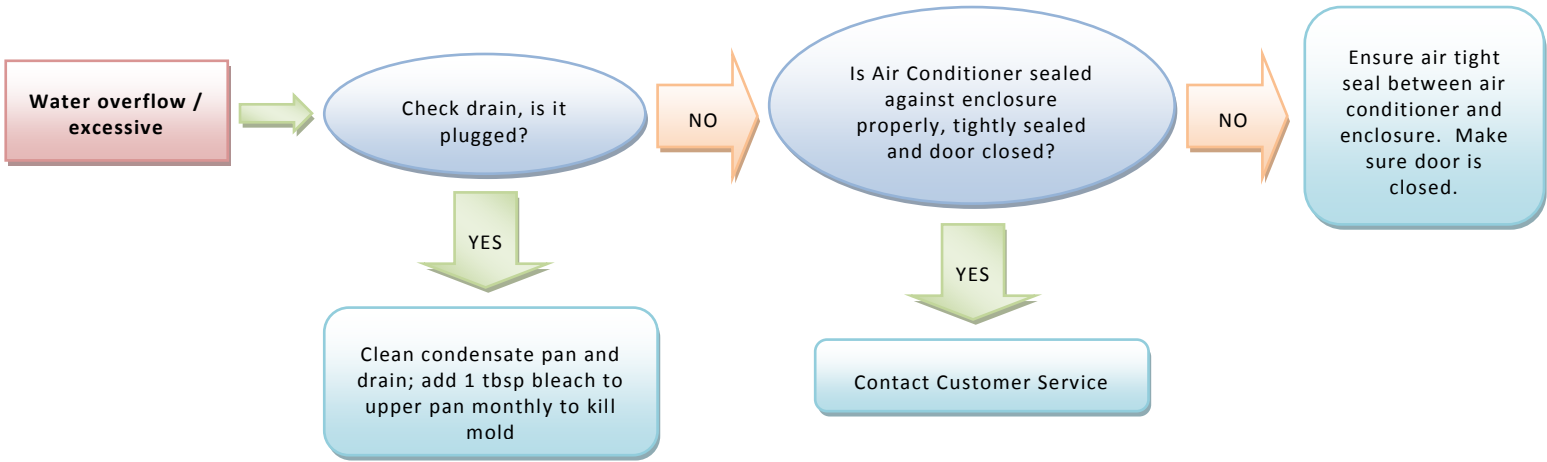 Water overflow /
excessive
Check drain, is it
plugged?
NO
Is Air Conditioner sealed
against enclosure
properly, tightly sealed
and door closed?
NO
Ensure air tight
seal between air
conditioner and
enclosure. Make
sure door is
closed.
YES
YES
Clean condensate pan and
drain; add 1 tbsp bleach to
upper pan monthly to kill
mold
Contact Customer Service